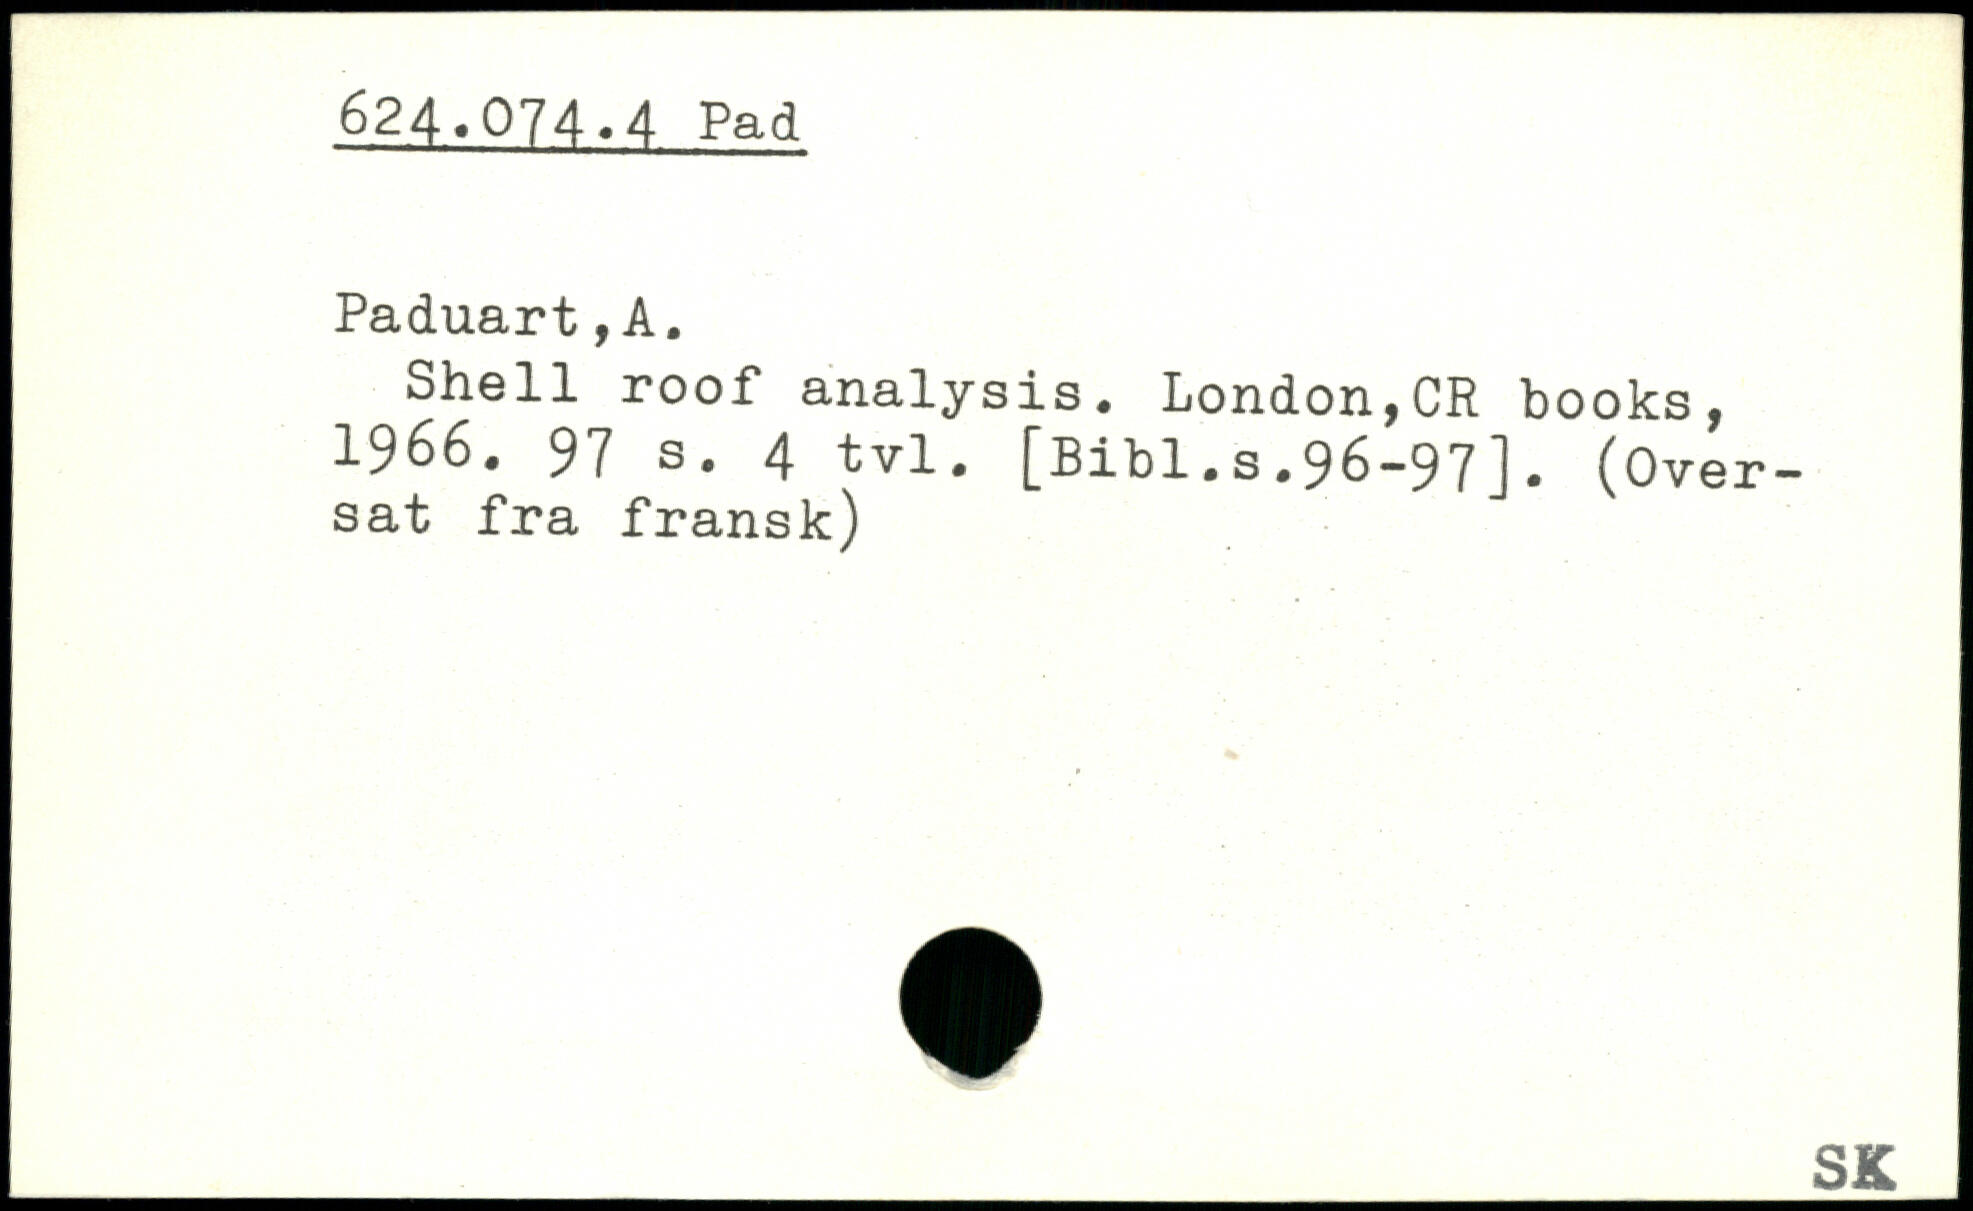 624.074.4 Pad
Paduart,A.
Shell roof analysis. London,CR books,
1966. 97 s. 4 tvl. [Bibl.s.96-97]. (Over-
sat fra fransk)
SK